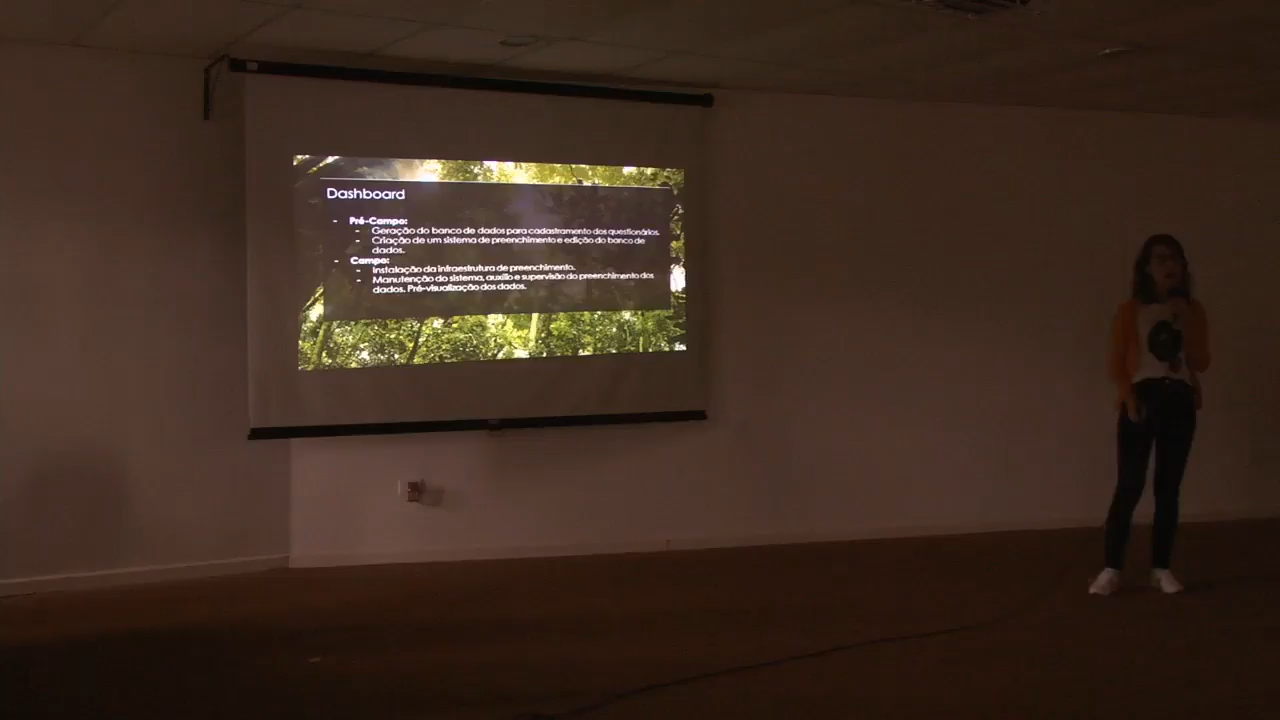 Dashboard
- Pré-Campo:
- Geração do banco de dados para cadastramento dos questionários.
- Criação de um sistema de preenchimento e edição do banco de
dados.
- Campo:
- Instalação da infraestrutura de preenchimento.
- Manutenção do sistema, auxílio e supervisão do preenchimento dos
dados. Pré-visualização dos dados.